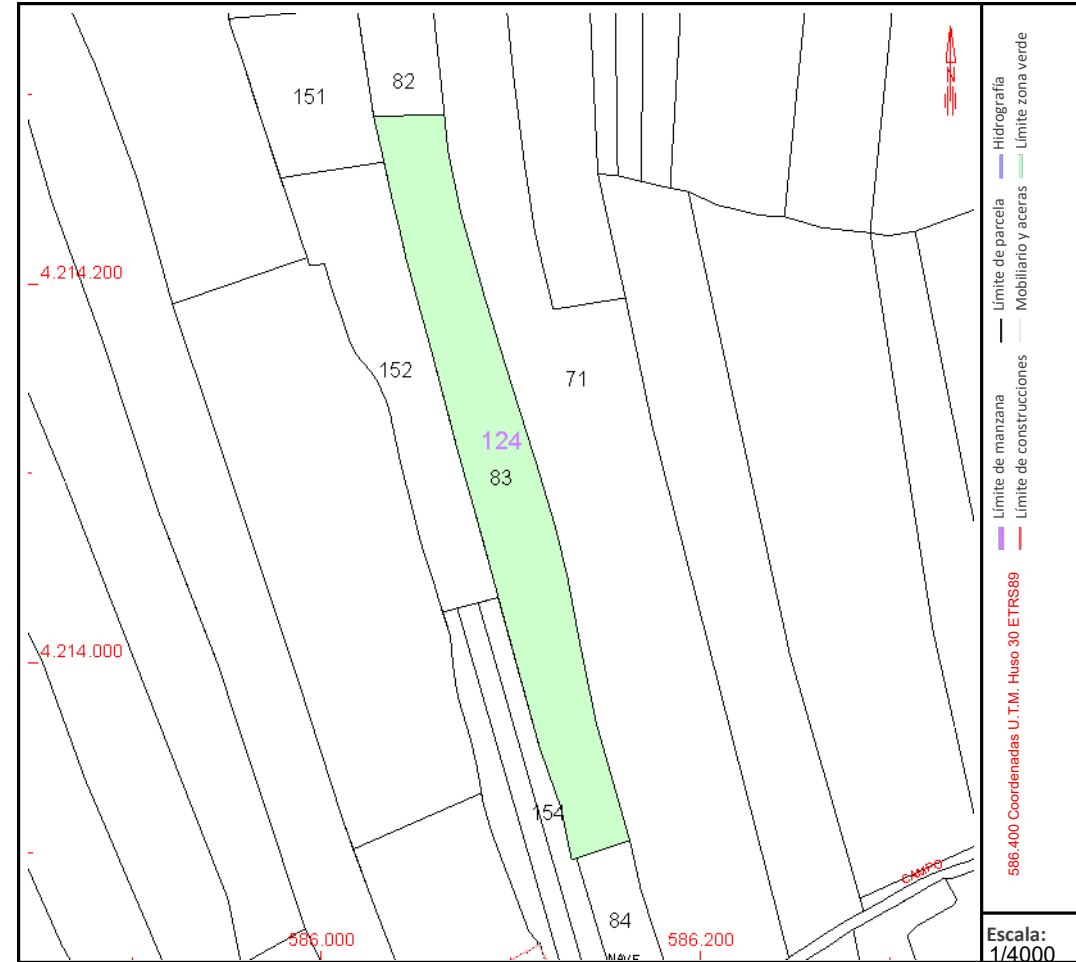 151
82
N
4.214.200
152
71
124
83
4.214.000
154
CAMPO
84
586.000
586.200
NAVE
Límite de manzana
Límite de parcela
Hidrografía
Límite de construcciones
Mobiliario y aceras
Límite zona verde
586.400 Coordenadas U.T.M. Huso 30 ETRS89
Escala:
1/4000